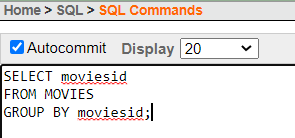 Home > SQL > SQL Commands
Autocommit Display 20
SELECT moviesid
FROM MOVIES
GROUP BY moviesid;